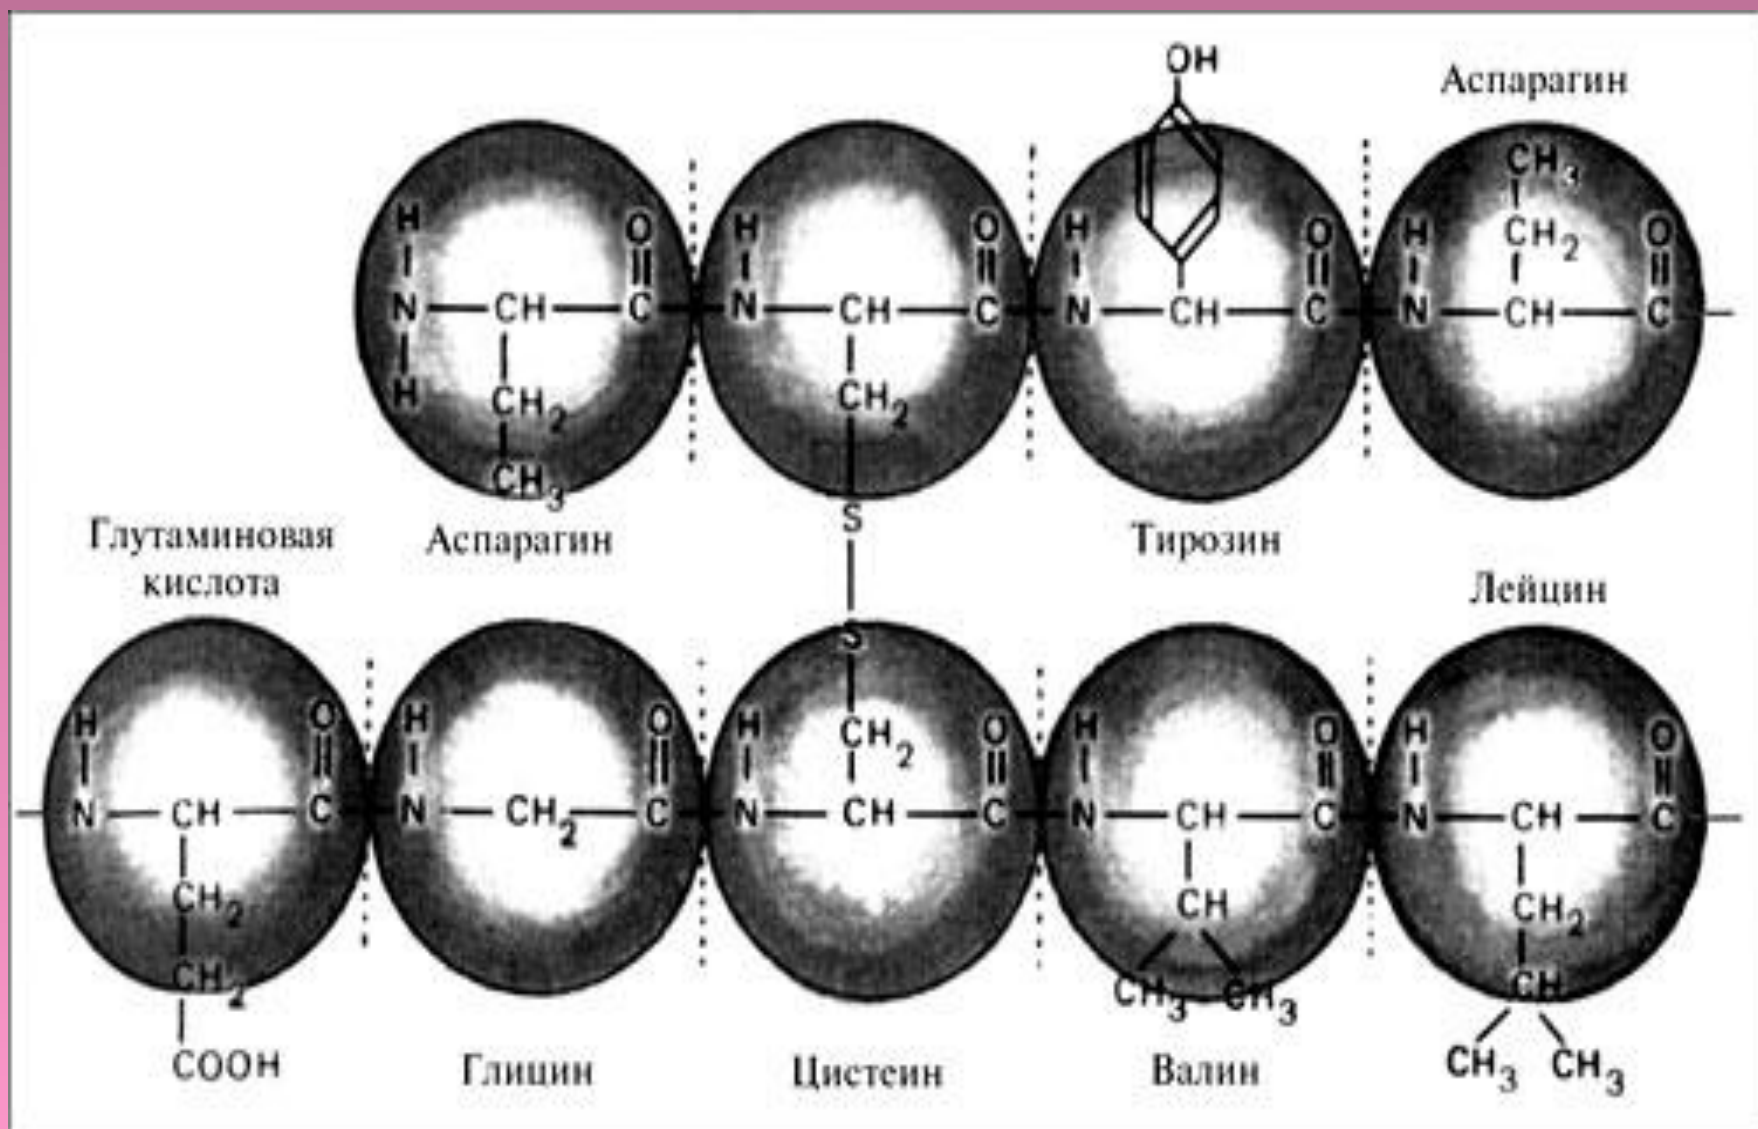 OH
Аспарагин
CH3
H O H O H O H CH2 O
N CH C N CH C N CH C N CH C
H CH2 CH2
CH3
S
Глутаминовая
кислота
Аспарагин
Тирозин
Лейцин
S
H O H O H CH2 O H O H O
N CH C N CH2 C N CH C N CH C N CH C
CH2 CH CH2
CH2 CH3 CH3 CH
COOH CH3 CH3
Глицин
Цистеин
Валин